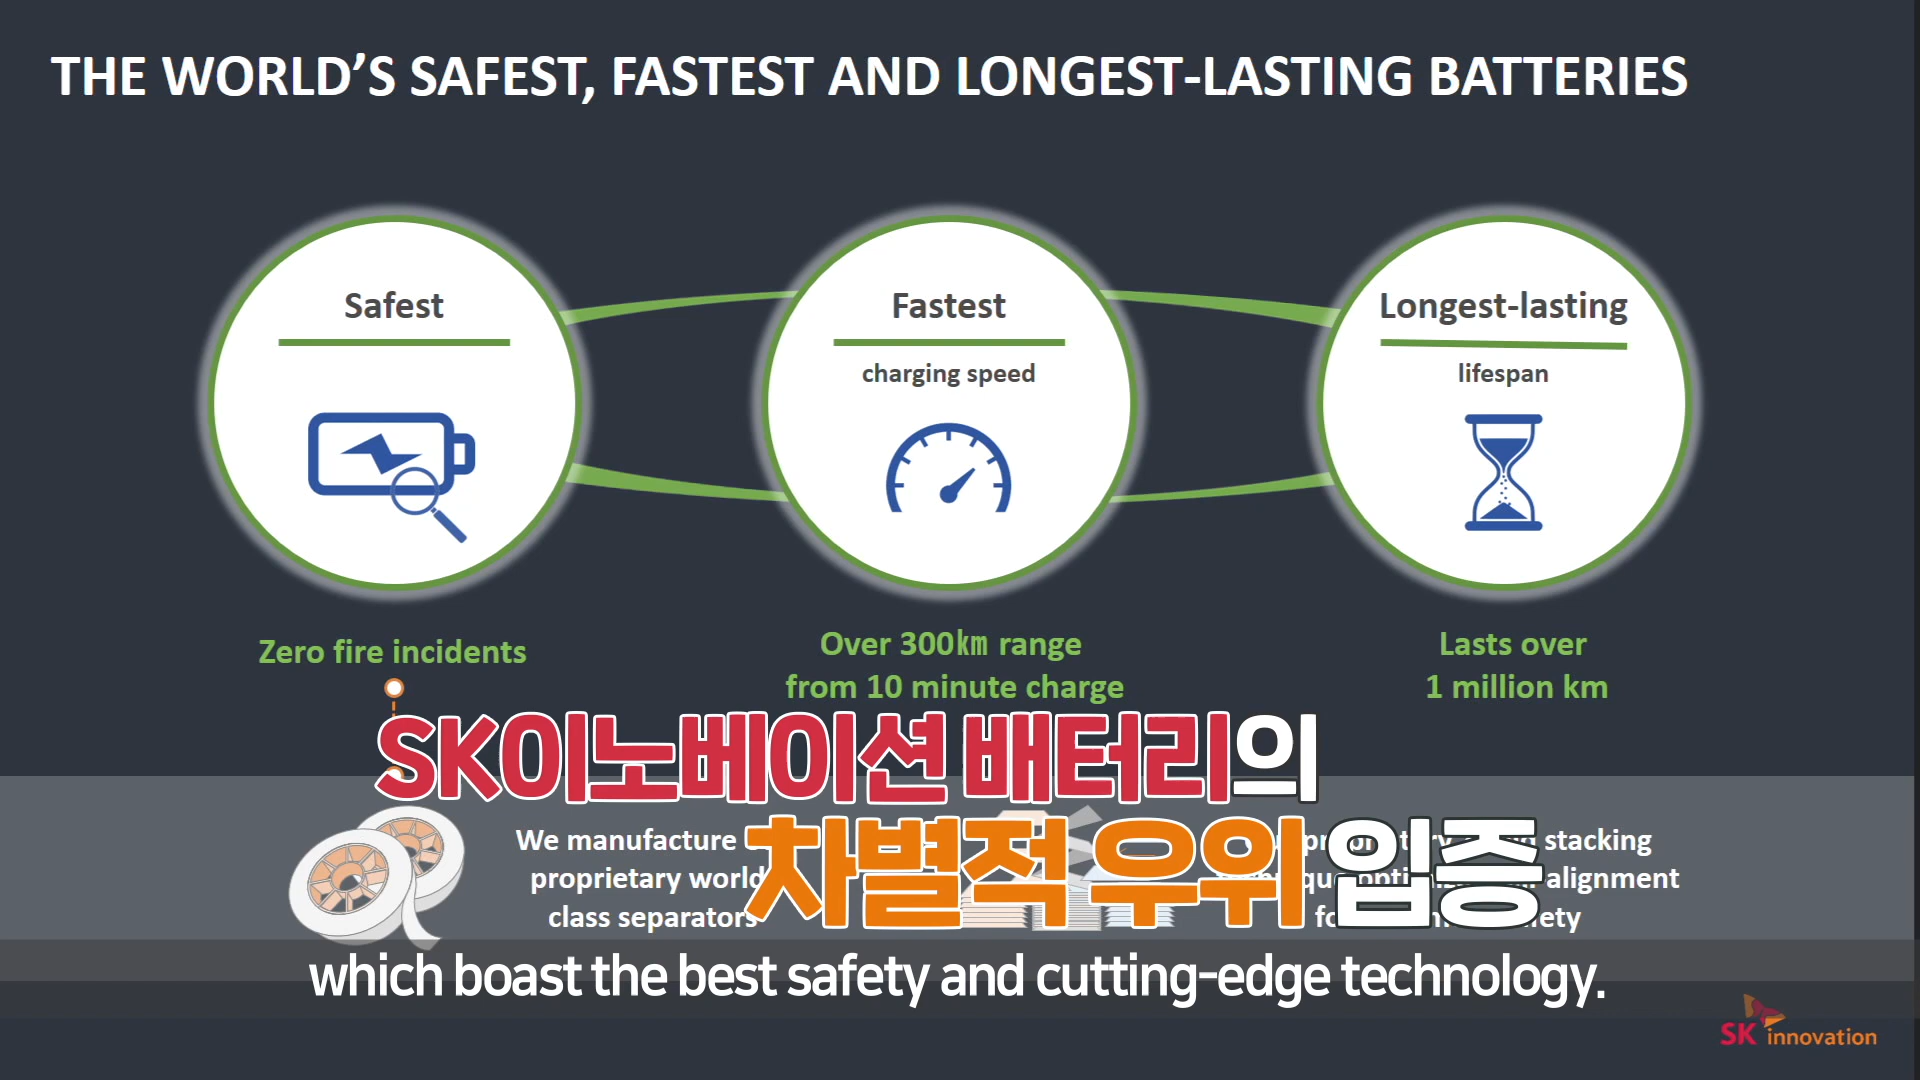 THE WORLD’S SAFEST, FASTEST AND LONGEST-LASTING BATTERIES
Safest
Fastest
charging speed
Longest-lasting
lifespan
Zero fire incidents
Over 300㎞ range
from 10 minute charge
Lasts over
1 million km
SK이노베이션 배터리의
차별적 우위 입증
We manufacture
proprietary world
class separators
stacking
alignment
which boast the best safety and cutting-edge technology.
SK innovation